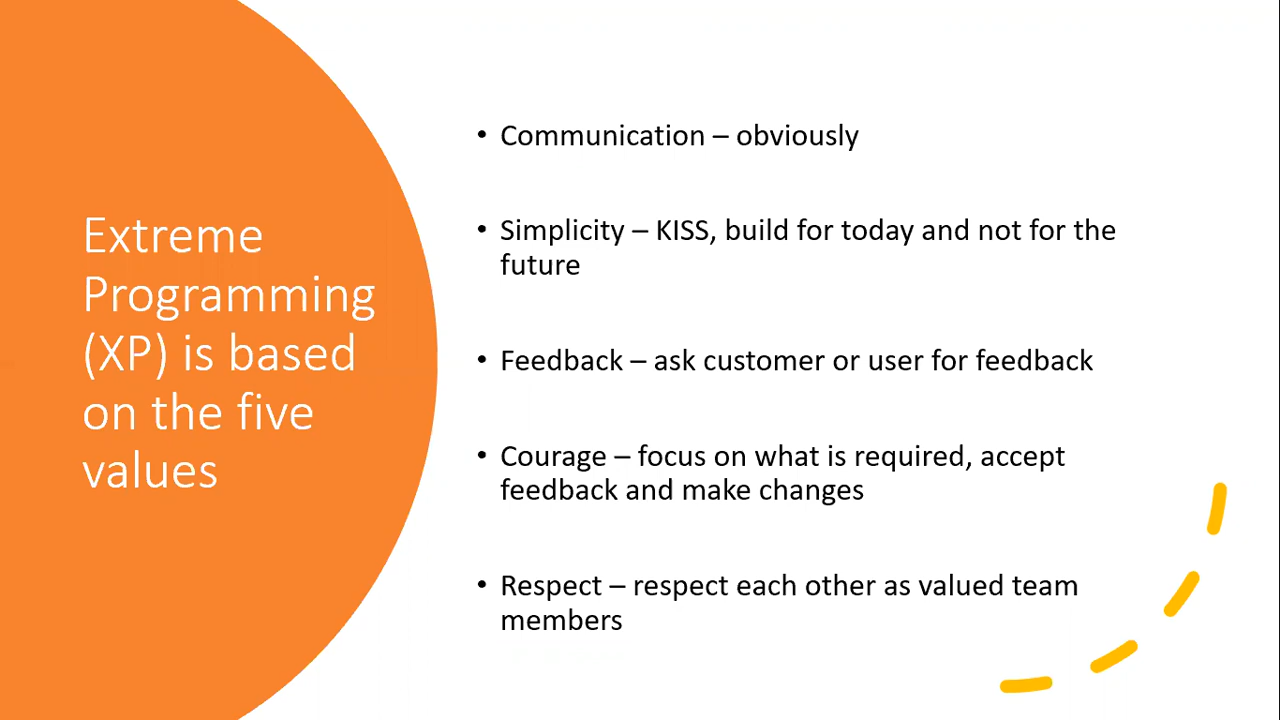 Extreme
Programming
(XP) is based
on the five
values
• Communication – obviously
• Simplicity – KISS, build for today and not for the
future
• Feedback – ask customer or user for feedback
• Courage – focus on what is required, accept
feedback and make changes
• Respect – respect each other as valued team
members